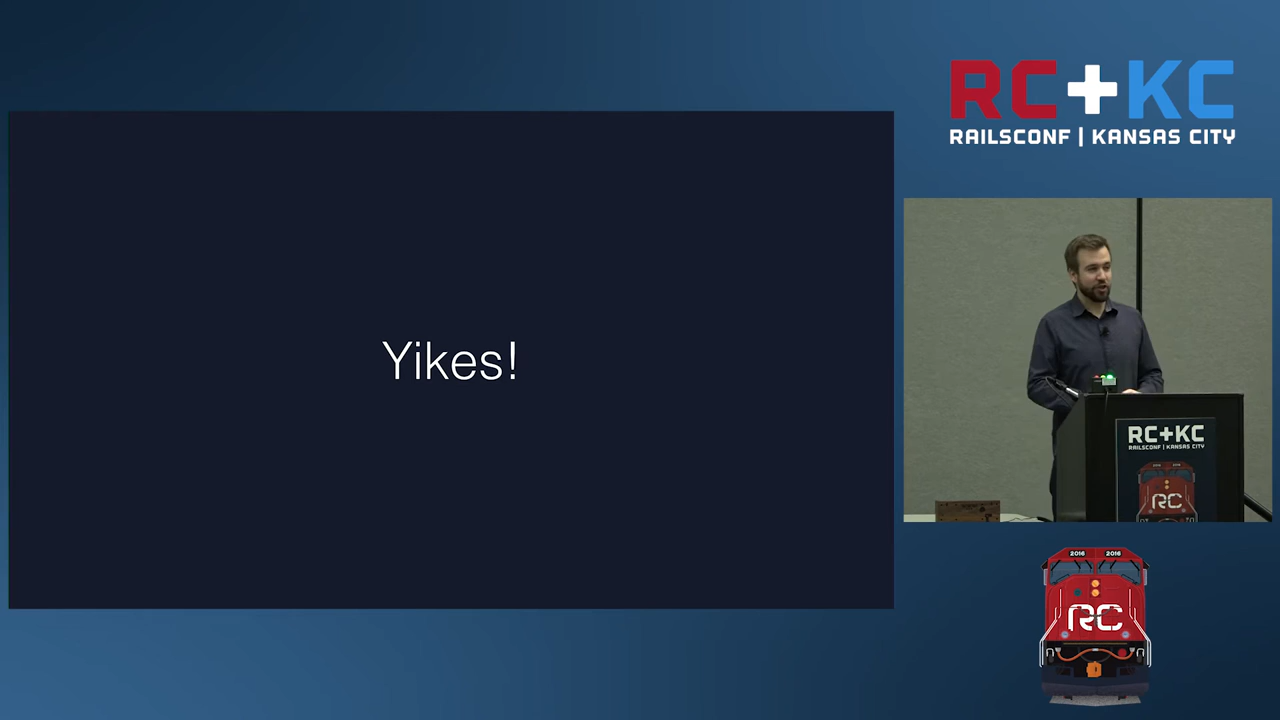 RC+KC
RAILSCONF | KANSAS CITY
Yikes!
RC+KC
RAILSCONF | KANSAS CITY
RC
2016 2016
RC